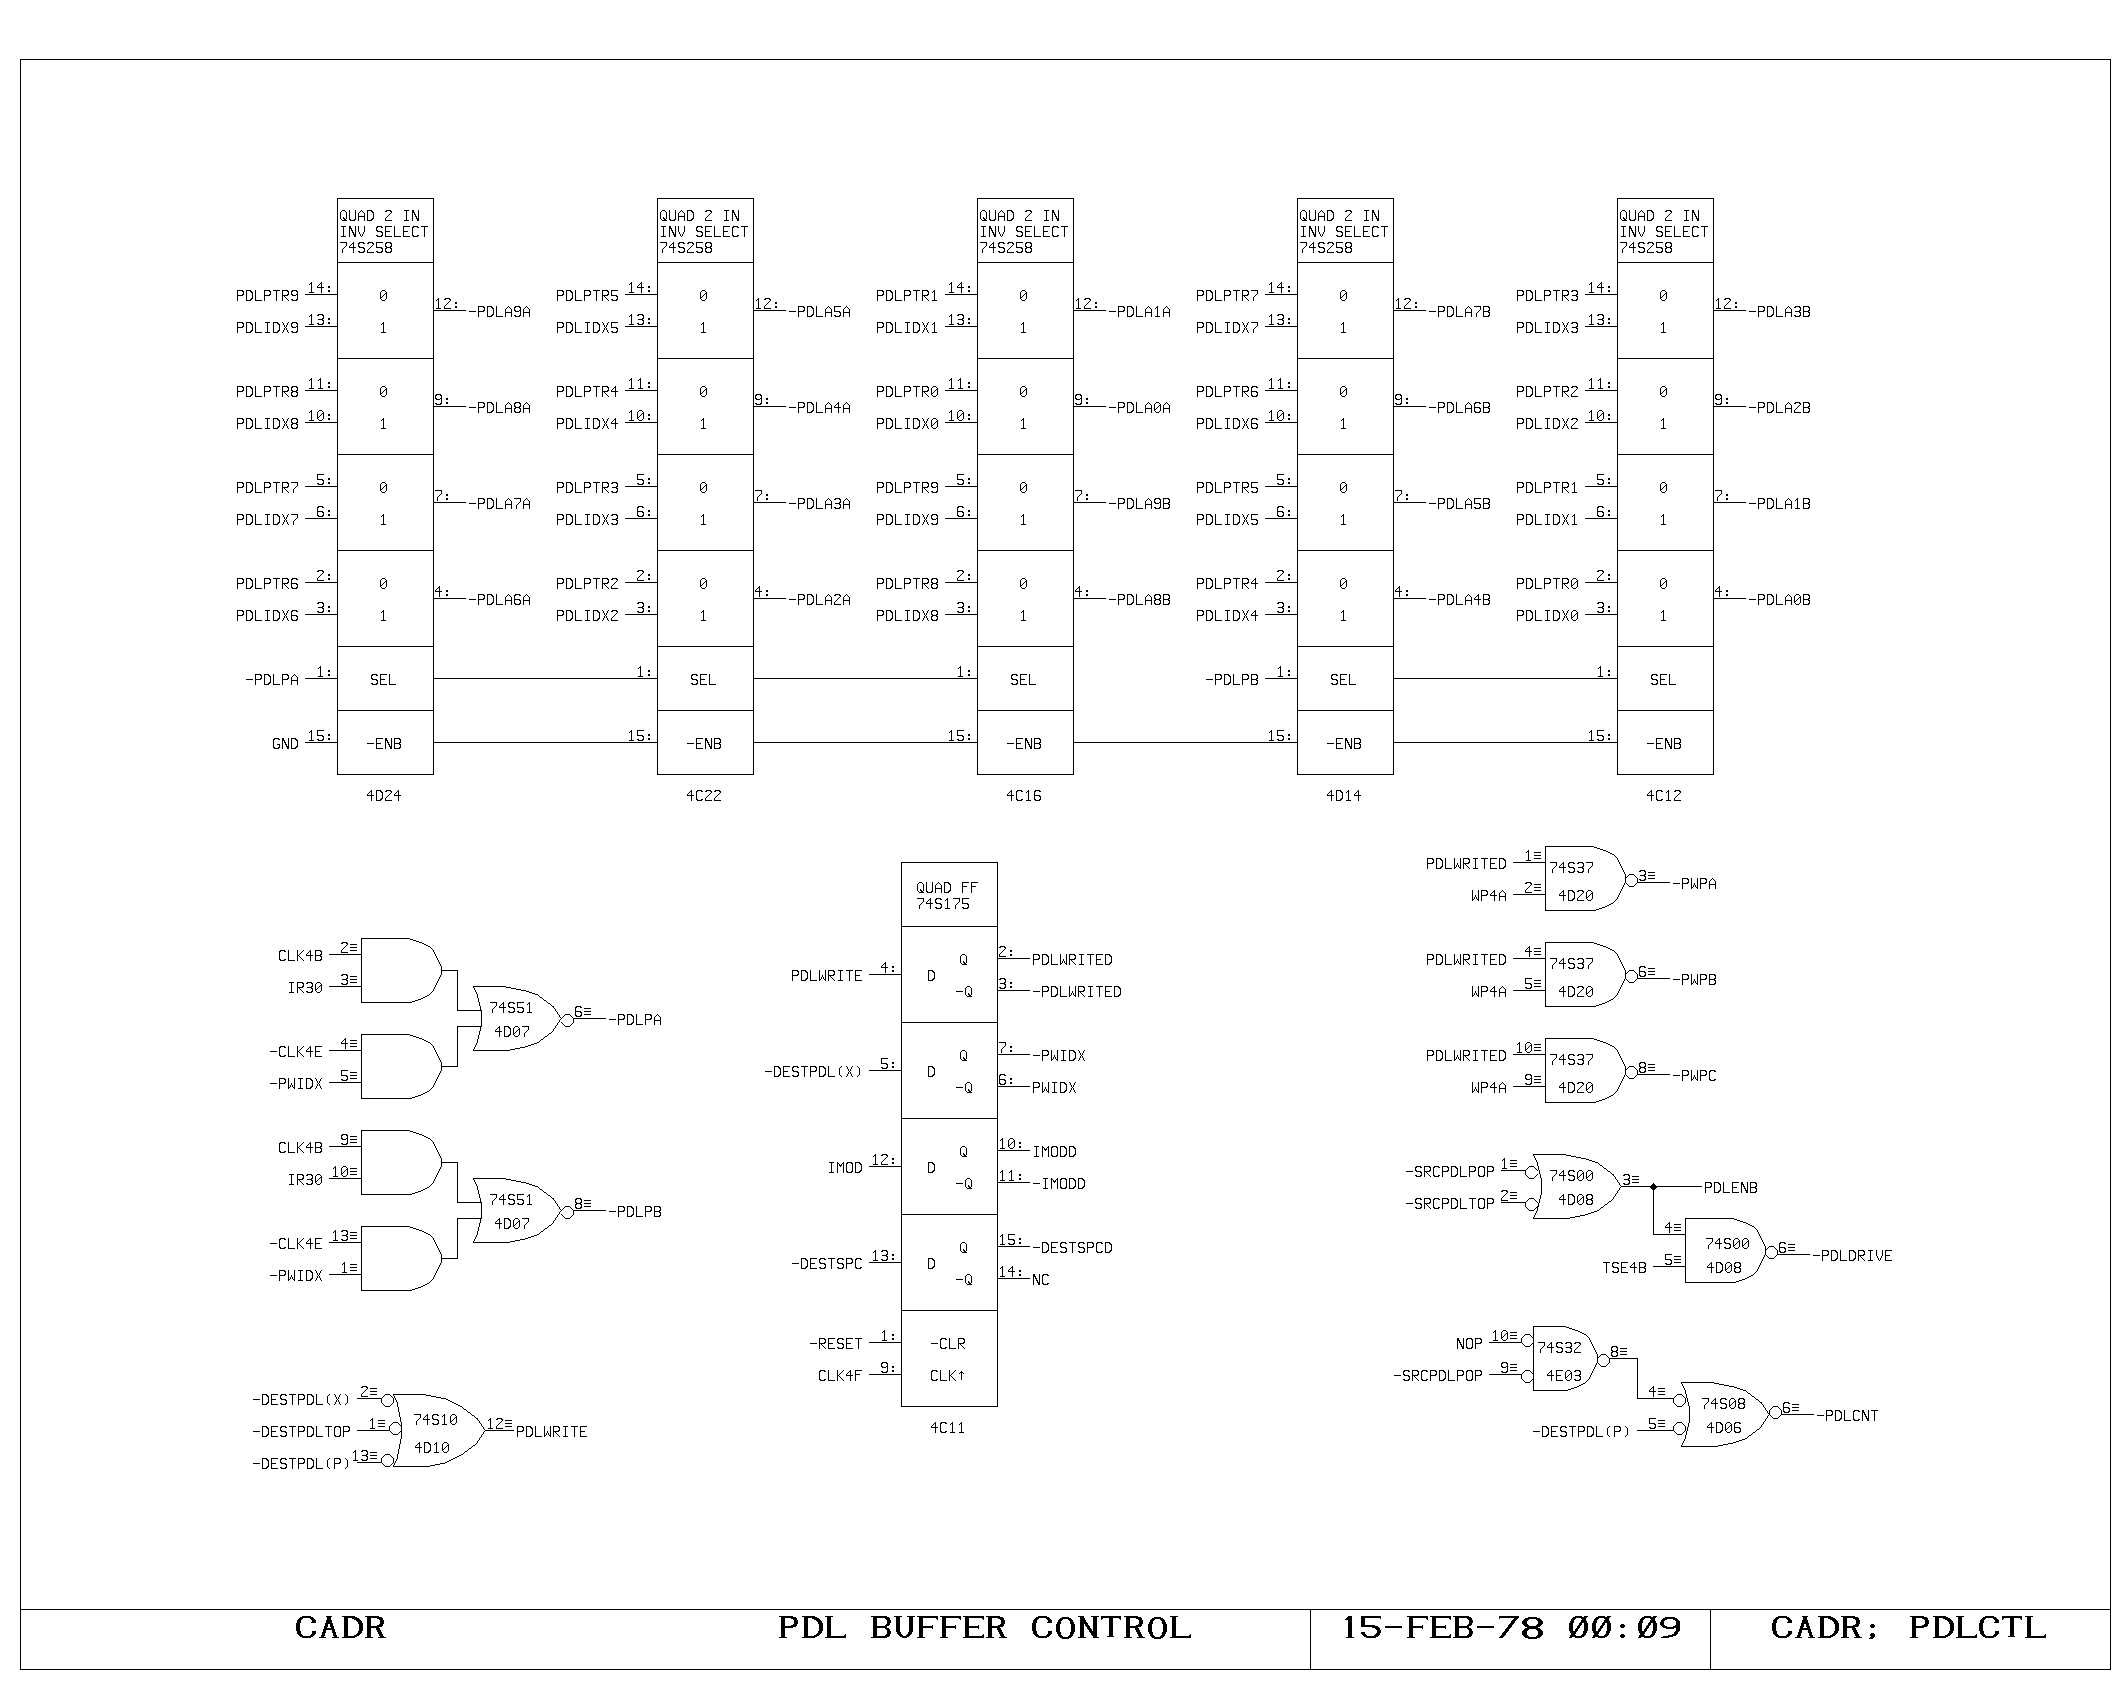 QUAD 2 IN
INV SELECT
74S258
QUAD 2 IN
INV SELECT
74S258
QUAD 2 IN
INV SELECT
74S258
QUAD 2 IN
INV SELECT
74S258
QUAD 2 IN
INV SELECT
74S258
PDLPTR9 14: 0 12: -PDLA9A
PDLIDX9 13: 1
PDLPTR8 11: 0 9: -PDLA8A
PDLIDX8 10: 1
PDLPTR7 5: 0 7: -PDLA7A
PDLIDX7 6: 1
PDLPTR6 2: 0 4: -PDLA6A
PDLIDX6 3: 1
-PDLPA 1: SEL
GND 15: -ENB
4D24
PDLPTR5 14: 0 12: -PDLA5A
PDLIDX5 13: 1
PDLPTR4 11: 0 9: -PDLA4A
PDLIDX4 10: 1
PDLPTR3 5: 0 7: -PDLA3A
PDLIDX3 6: 1
PDLPTR2 2: 0 4: -PDLA2A
PDLIDX2 3: 1
1: SEL
15: -ENB
4C22
PDLPTR1 14: 0 12: -PDLA1A
PDLIDX1 13: 1
PDLPTR0 11: 0 9: -PDLA0A
PDLIDX0 10: 1
PDLPTR9 5: 0 7: -PDLA9B
PDLIDX9 6: 1
PDLPTR8 2: 0 4: -PDLA8B
PDLIDX8 3: 1
1: SEL
15: -ENB
4C16
PDLPTR7 14: 0 12: -PDLA7B
PDLIDX7 13: 1
PDLPTR6 11: 0 9: -PDLA6B
PDLIDX6 10: 1
PDLPTR5 5: 0 7: -PDLA5B
PDLIDX5 6: 1
PDLPTR4 2: 0 4: -PDLA4B
PDLIDX4 3: 1
-PDLPB 1: SEL
15: -ENB
4D14
PDLPTR3 14: 0 12: -PDLA3B
PDLIDX3 13: 1
PDLPTR2 11: 0 9: -PDLA2B
PDLIDX2 10: 1
PDLPTR1 5: 0 7: -PDLA1B
PDLIDX1 6: 1
PDLPTR0 2: 0 4: -PDLA0B
PDLIDX0 3: 1
1: SEL
15: -ENB
4C12
CLK4B 2≡
IR30 3≡
74S51
4D07
6≡ -PDLPA
-CLK4E 4≡
-PWIDX 5≡
CLK4B 9≡
IR30 10≡
74S51
4D07
8≡ -PDLPB
-CLK4E 13≡
-PWIDX 1≡
-DESTPDL(X) 2≡
-DESTPDLTOP 1≡
-DESTPDL(P) 13≡
74S10
4D10
12≡ PDLWRITE
QUAD FF
74S175
PDLWRITE 4: D Q 2: PDLWRITED
-Q 3: -PDLWRITED
-DESTPDL(X) 5: D Q 7: -PWIDX
-Q 6: PWIDX
IMOD 12: D Q 10: IMODD
-Q 11: -IMODD
-DESTSPC 13: D Q 15: -DESTSPCD
-Q 14: NC
-RESET 1: -CLR
CLK4F 9: CLK↑
4C11
PDLWRITED 1≡
WP4A 2≡
74S37
4D20
3≡ -PWPA
PDLWRITED 4≡
WP4A 5≡
74S37
4D20
6≡ -PWPB
PDLWRITED 10≡
WP4A 9≡
74S37
4D20
8≡ -PWPC
-SRCPDLPOP 1≡
-SRCPDLTOP 2≡
74S00
4D08
3≡ PDLENB
4≡
TSE4B 5≡
74S00
4D08
6≡ -PDLDRIVE
NOP 10≡
-SRCPDLPOP 9≡
74S32
4E03
8≡
4≡
-DESTPDL(P) 5≡
74S08
4D06
6≡ -PDLCNT
CADR
PDL BUFFER CONTROL
15-FEB-78 00:09
CADR; PDLCTL